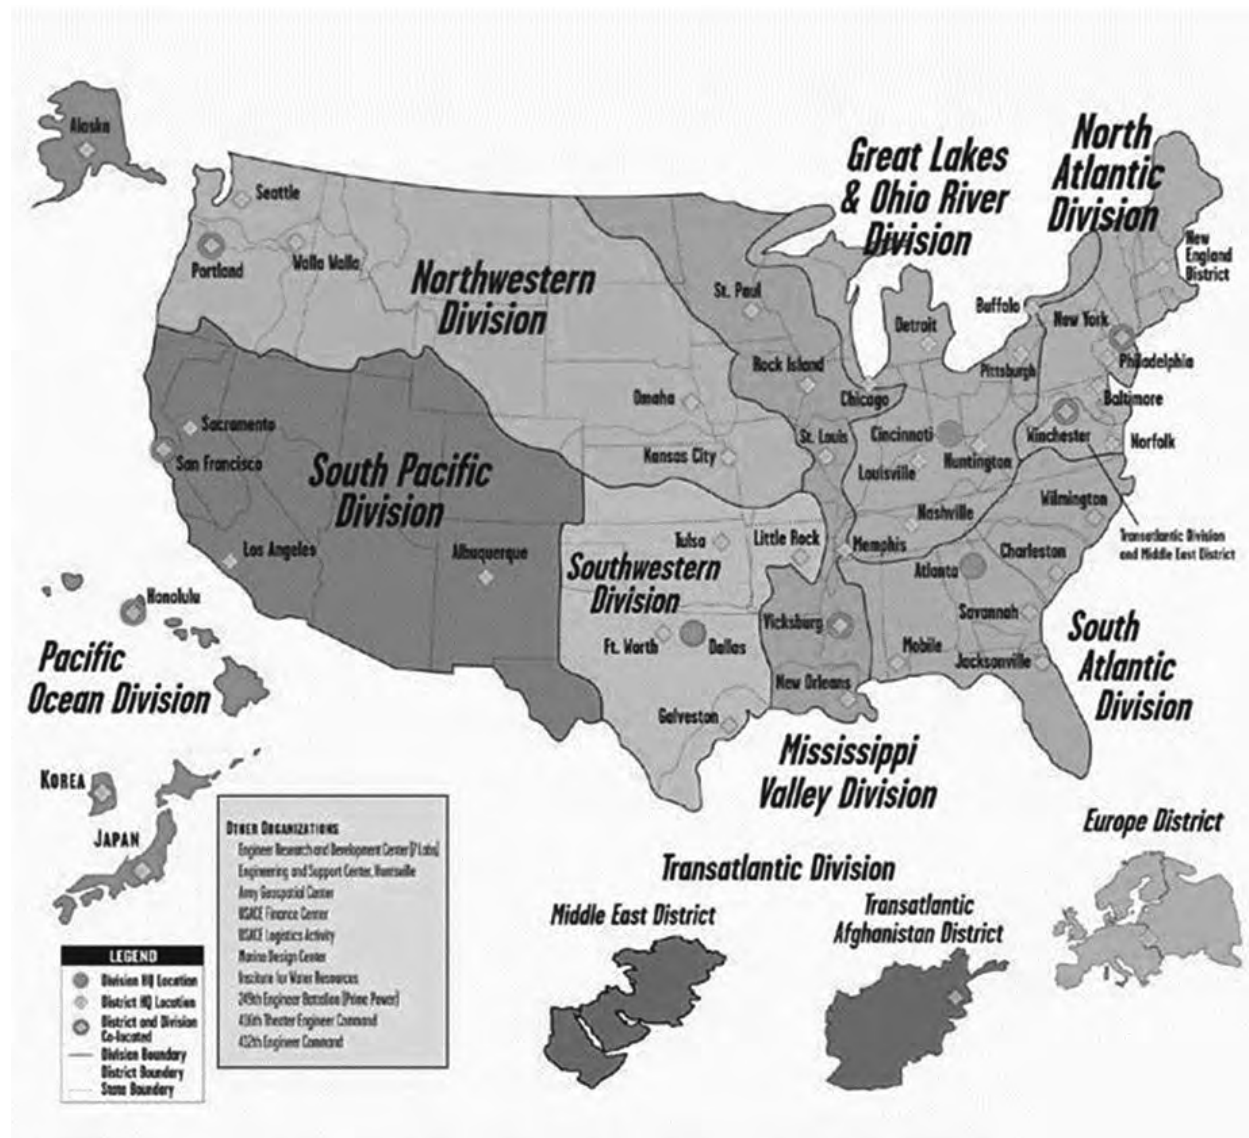 Alaska
Seattle
Portland
Walla Walla
Northwestern
Division
Great Lakes
& Ohio River
Division
North
Atlantic
Division
New
England
District
St. Paul
Buffalo
New York
Detroit
Rock Island
Pittsburgh
Philadelphia
Omaha
Chicago
Baltimore
Sacramento
St. Louis
Cincinnati
Winchester
Norfolk
San Francisco
Kansas City
Louisville
Huntington
South Pacific
Division
Wilmington
Nashville
Los Angeles
Albuquerque
Tulsa
Little Rock
Memphis
Charleston
Transatlantic Division
and Middle East District
Southwestern
Division
Atlanta
Honolulu
Vicksburg
Savannah
South
Atlantic
Division
Pacific
Ocean Division
Ft. Worth
Dallas
Mobile
Jacksonville
New Orleans
Galveston
Mississippi
Valley Division
KOREA
JAPAN
OTHER ORGANIZATIONS
Engineer Research and Development Center (7 Labs)
Engineering and Support Center, Huntsville
Army Geospatial Center
USACE Finance Center
USACE Logistics Activity
Marine Design Center
Institute for Water Resources
249th Engineer Battalion (Prime Power)
416th Theater Engineer Command
412th Engineer Command
LEGEND
Division HQ Location
District HQ Location
District and Division
Co-located
Division Boundary
District Boundary
State Boundary
Transatlantic Division
Middle East District
Transatlantic
Afghanistan District
Europe District